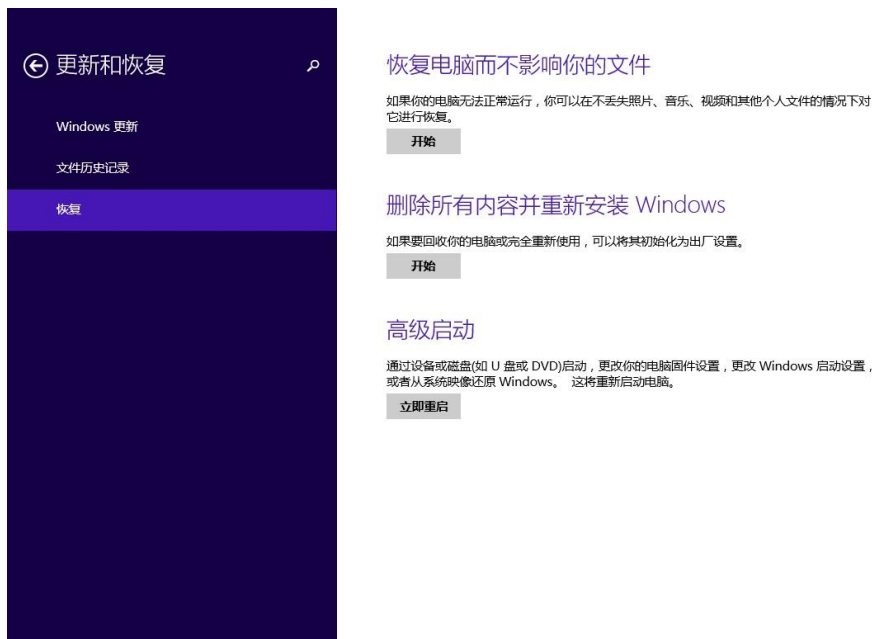 更新和恢复
Windows 更新
文件历史记录
恢复
恢复电脑而不影响你的文件
如果你的电脑无法正常运行，你可以在不丢失照片、音乐、视频和其他个人文件的情况下对
它进行恢复。
开始
删除所有内容并重新安装 Windows
如果要回收你的电脑或完全重新使用，可以将其初始化为出厂设置。
开始
高级启动
通过设备或磁盘(如 U 盘或 DVD)启动，更改你的电脑固件设置，更改 Windows 启动设置，
或者从系统映像还原 Windows。 这将重新启动电脑。
立即重启